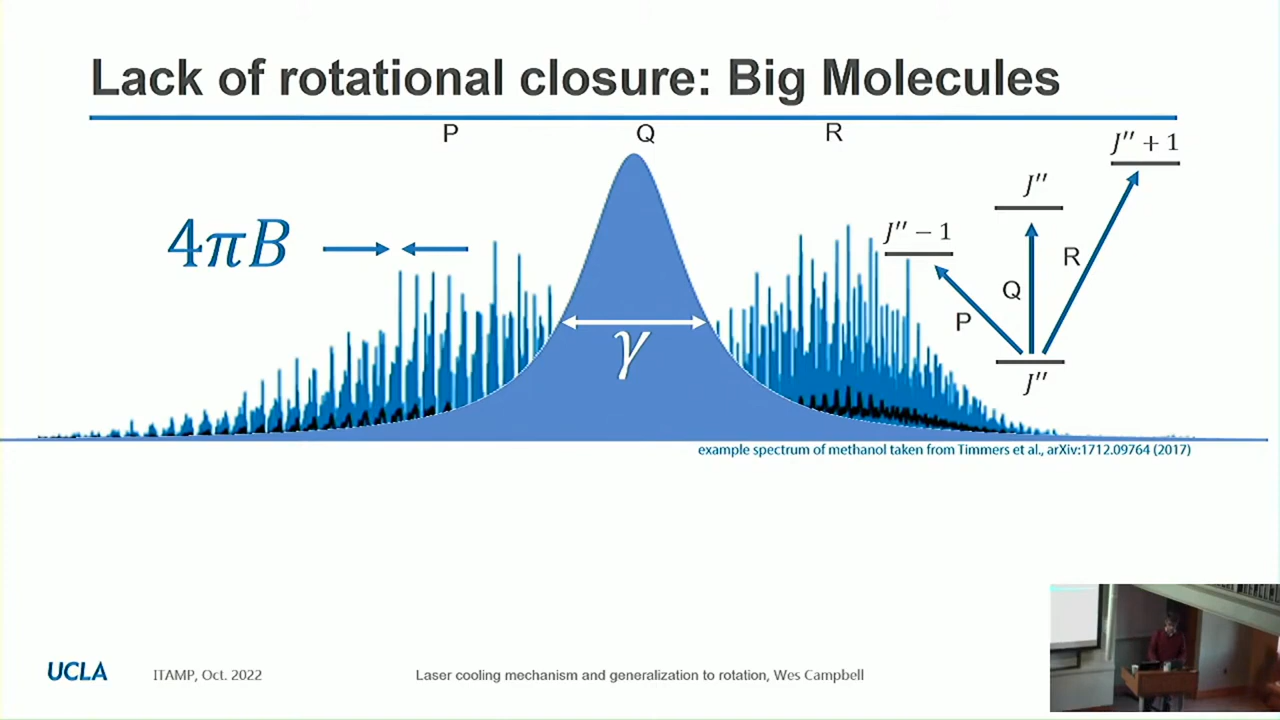 Lack of rotational closure: Big Molecules
P Q R
4πB
γ
J″ + 1
J″
J″ − 1
R
Q
P
J″
example spectrum of methanol taken from Timmers et al., arXiv:1712.09764 (2017)
UCLA ITAMP, Oct. 2022 Laser cooling mechanism and generalization to rotation, Wes Campbell